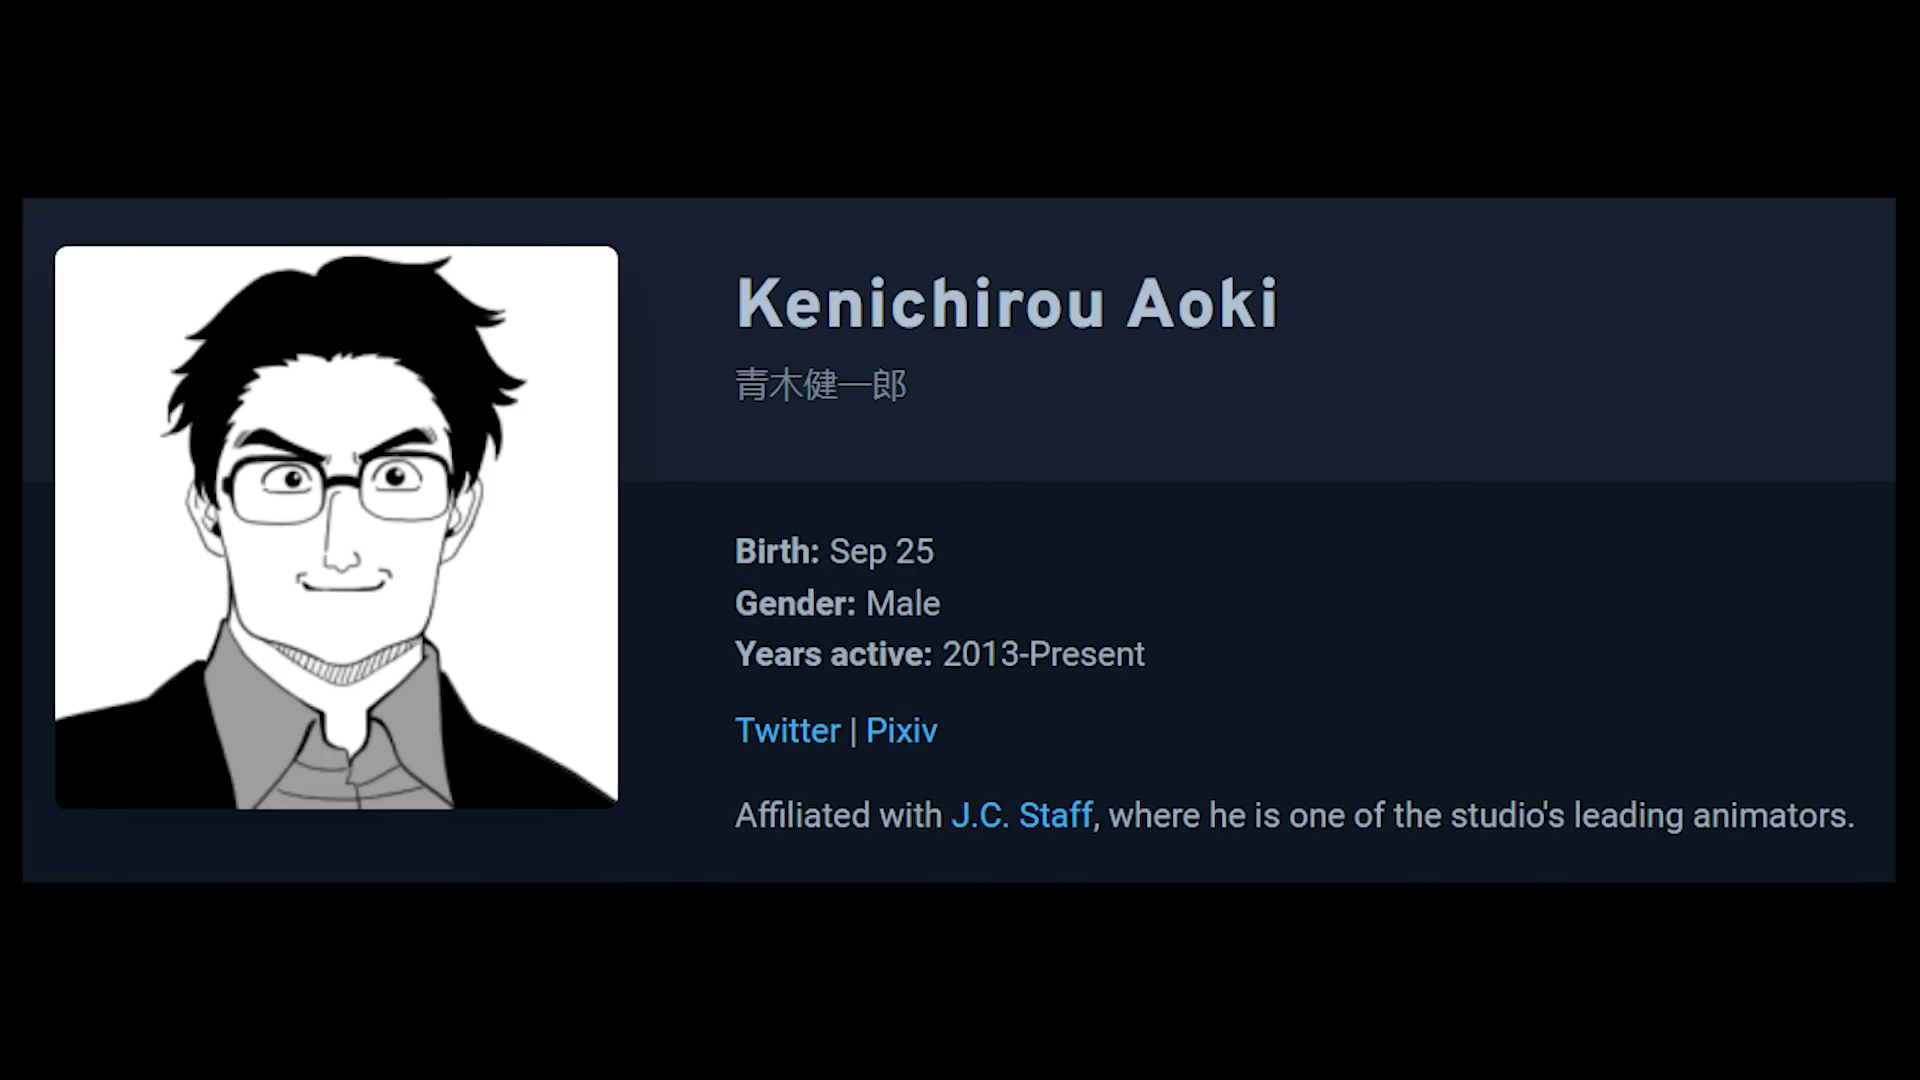 Kenichirou Aoki
青木健一郎
Birth: Sep 25
Gender: Male
Years active: 2013-Present
Twitter | Pixiv
Affiliated with J.C. Staff, where he is one of the studio's leading animators.